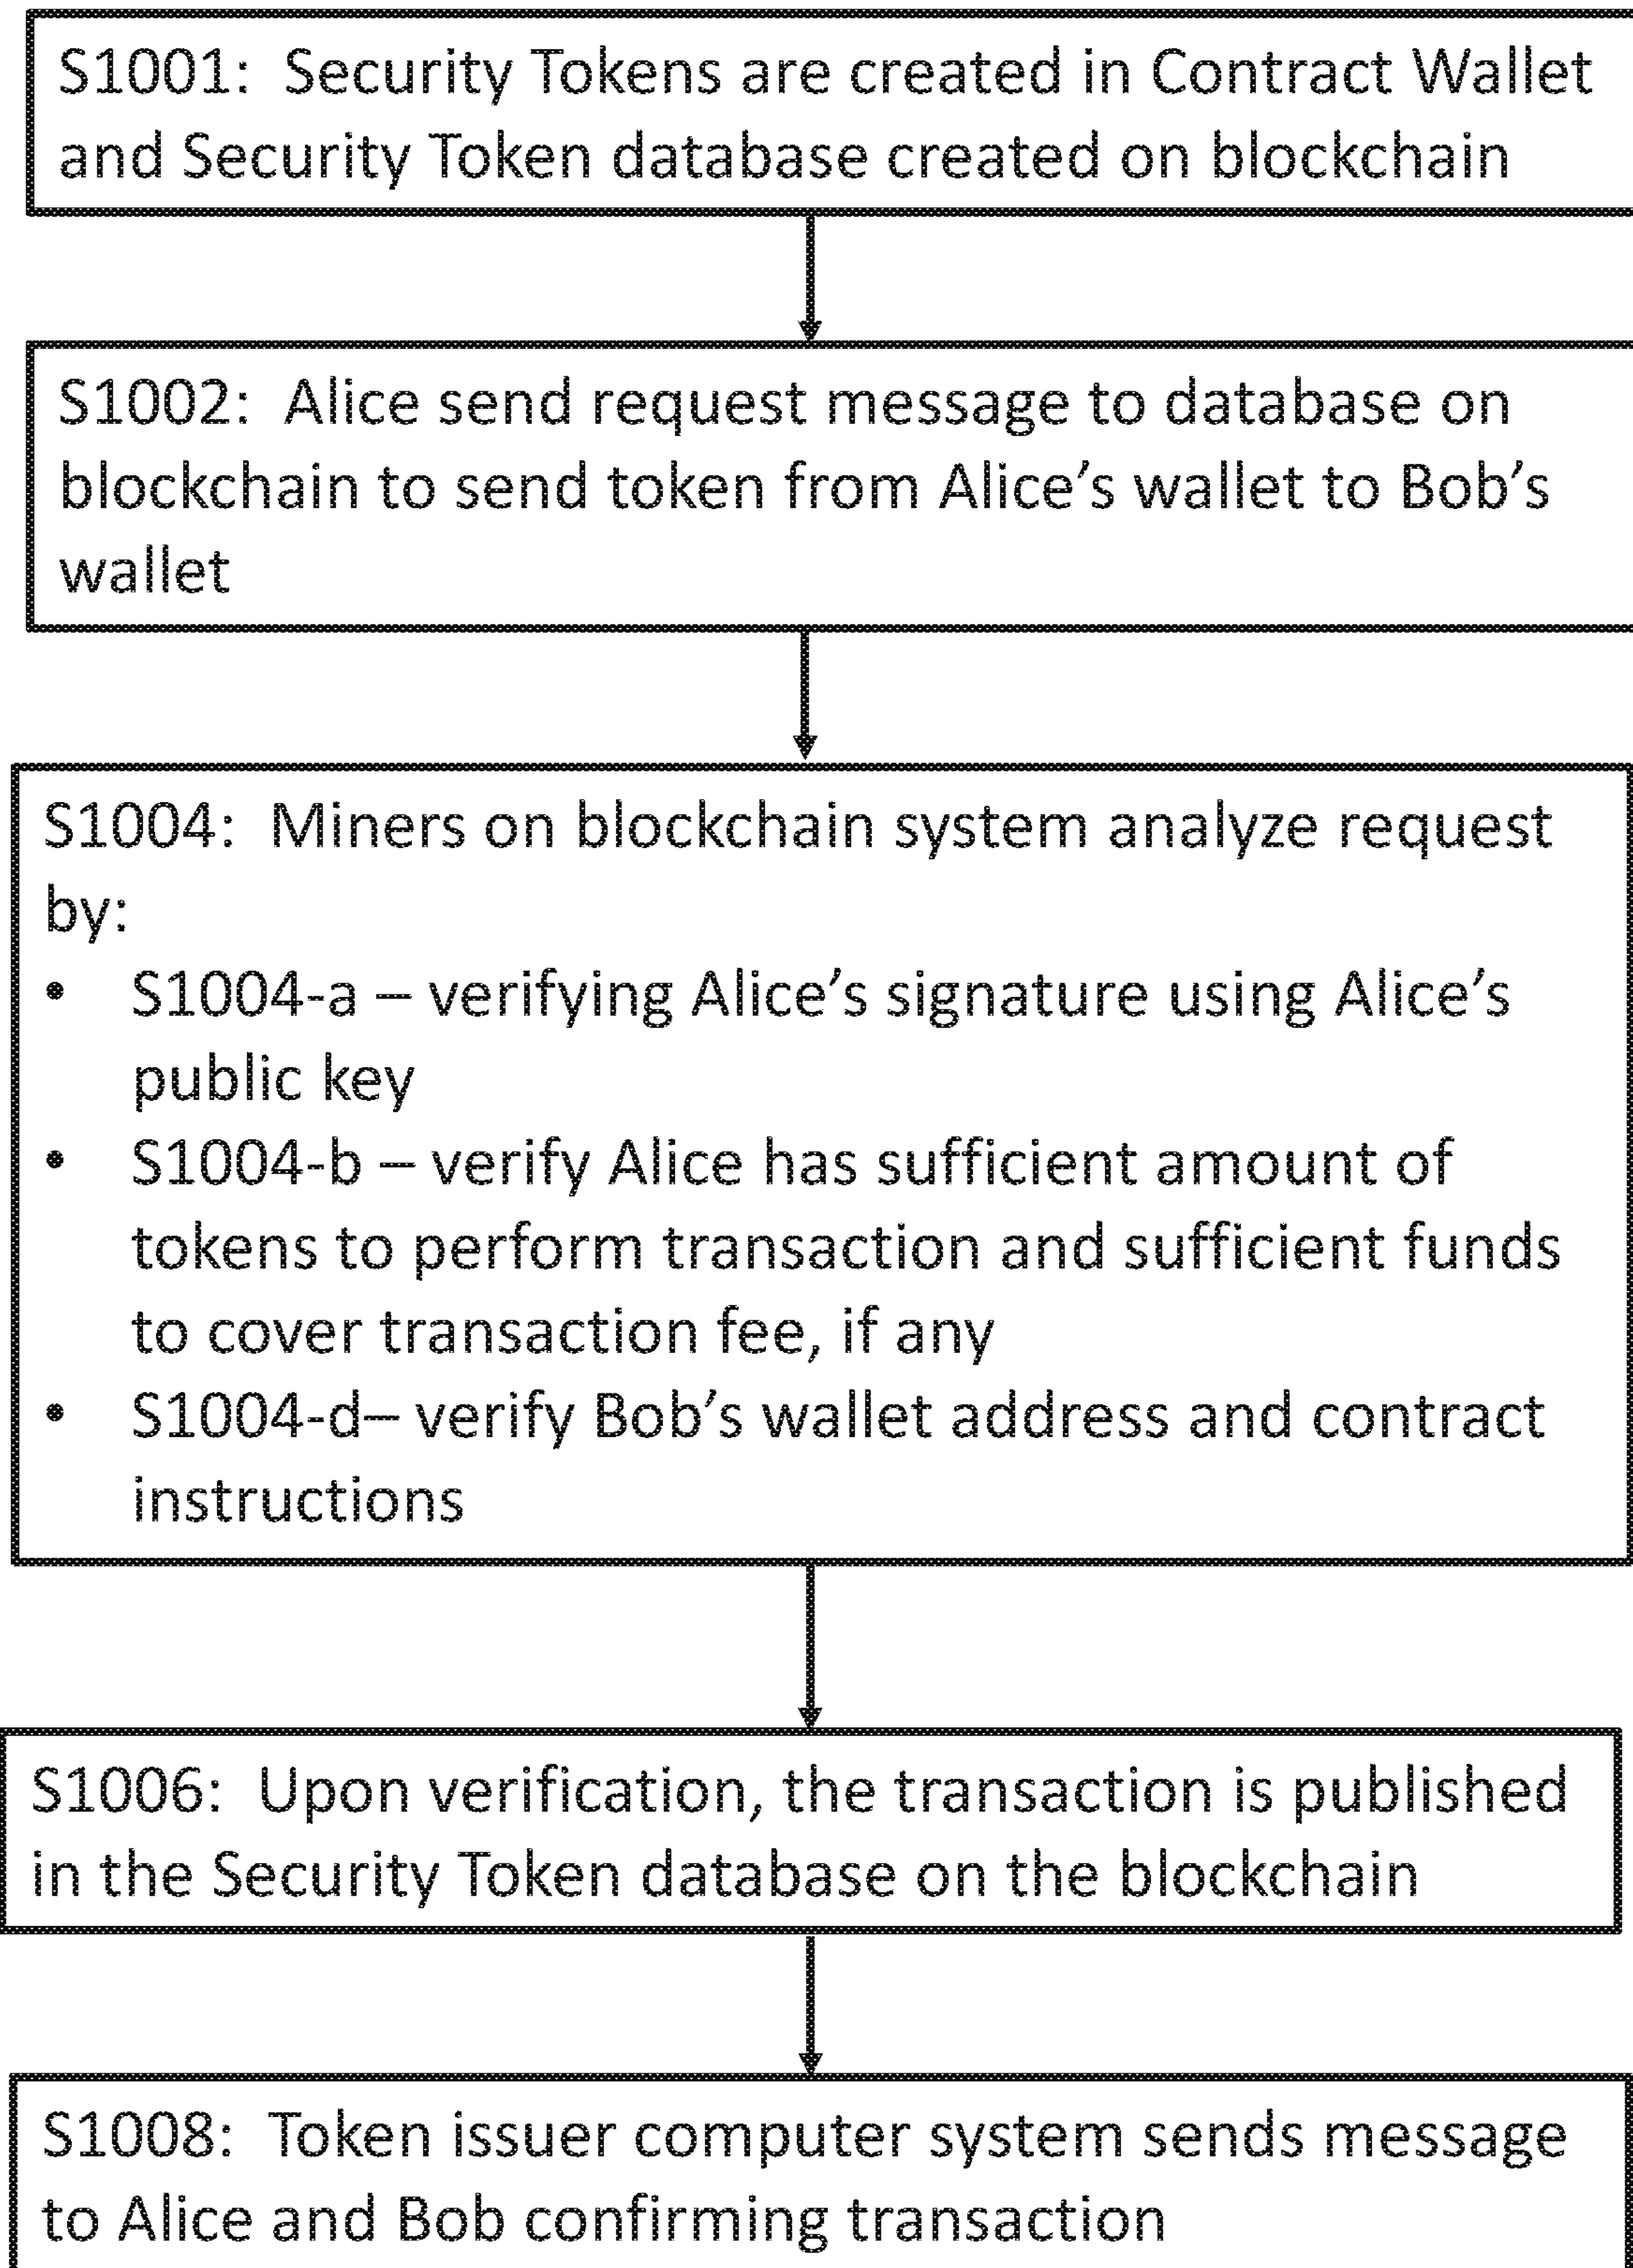 S1001: Security Tokens are created in Contract Wallet
and Security Token database created on blockchain
S1002: Alice send request message to database on
blockchain to send token from Alice’s wallet to Bob’s
wallet
S1004: Miners on blockchain system analyze request
by:
• S1004-a – verifying Alice’s signature using Alice’s
public key
• S1004-b – verify Alice has sufficient amount of
tokens to perform transaction and sufficient funds
to cover transaction fee, if any
• S1004-d– verify Bob’s wallet address and contract
instructions
S1006: Upon verification, the transaction is published
in the Security Token database on the blockchain
S1008: Token issuer computer system sends message
to Alice and Bob confirming transaction